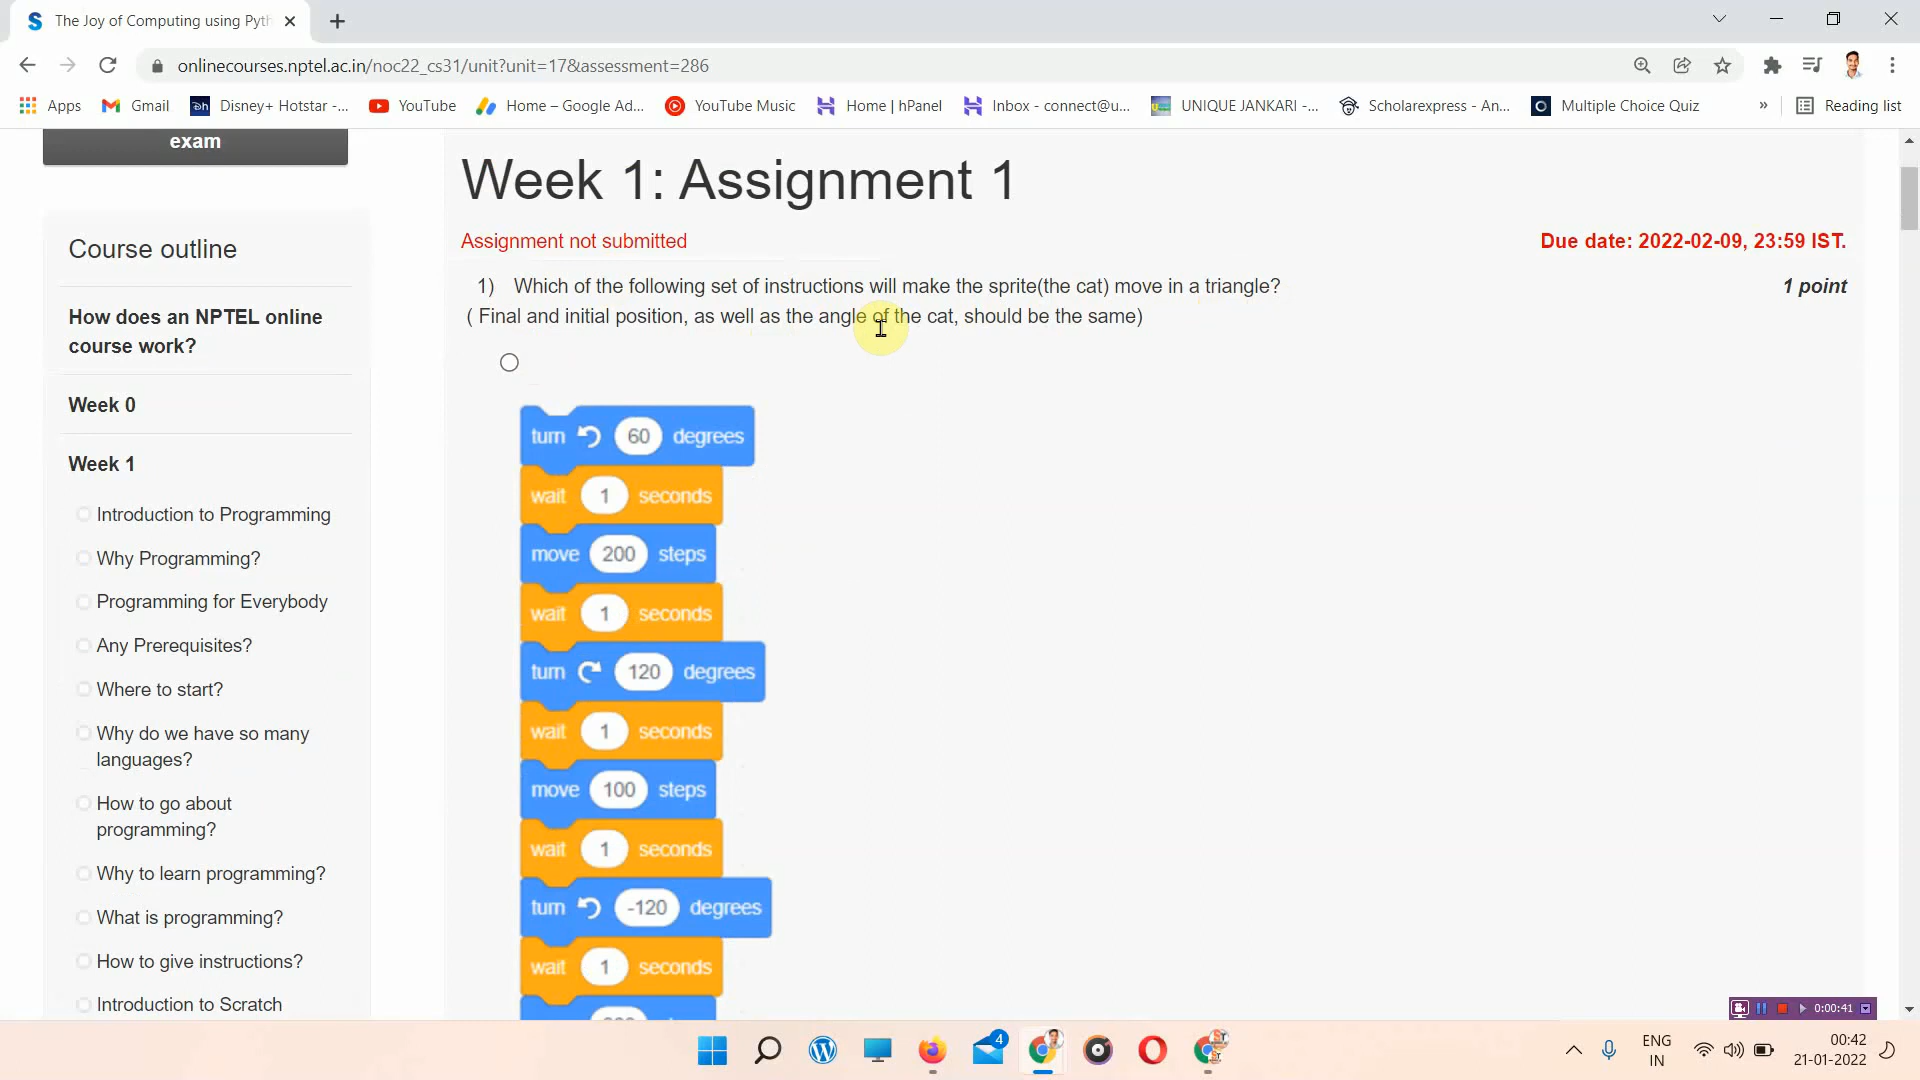 The Joy of Computing using Pyth
onlinecourses.nptel.ac.in/noc22_cs31/unit?unit=17&assessment=286
Apps Gmail Disney+ Hotstar -... YouTube Home – Google Ad... YouTube Music Home | hPanel Inbox - connect@u... UNIQUE JANKARI -... Scholarexpress - An... Multiple Choice Quiz » Reading list
exam
Course outline
How does an NPTEL online
course work?
Week 0
Week 1
Introduction to Programming
Why Programming?
Programming for Everybody
Any Prerequisites?
Where to start?
Why do we have so many
languages?
How to go about
programming?
Why to learn programming?
What is programming?
How to give instructions?
Introduction to Scratch
Week 1: Assignment 1
Assignment not submitted Due date: 2022-02-09, 23:59 IST.
1) Which of the following set of instructions will make the sprite(the cat) move in a triangle? 1 point
( Final and initial position, as well as the angle of the cat, should be the same)
turn 60 degrees
wait 1 seconds
move 200 steps
wait 1 seconds
turn 120 degrees
wait 1 seconds
move 100 steps
wait 1 seconds
turn -120 degrees
wait 1 seconds
0:00:41
4
ENG
IN
00:42
21-01-2022